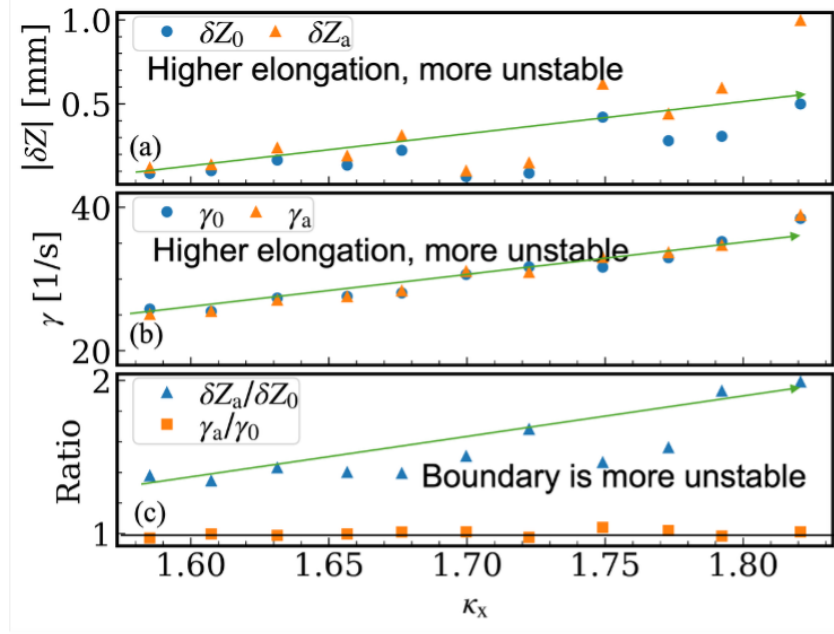 |δZ| [mm]
1.0
0.5
δZ₀ δZₐ
Higher elongation, more unstable
(a)
γ [1/s]
40
20
γ₀ γₐ
Higher elongation, more unstable
(b)
Ratio
2
1
δZₐ/δZ₀
γₐ/γ₀
Boundary is more unstable
(c)
1.60 1.65 1.70 1.75 1.80
κₓ